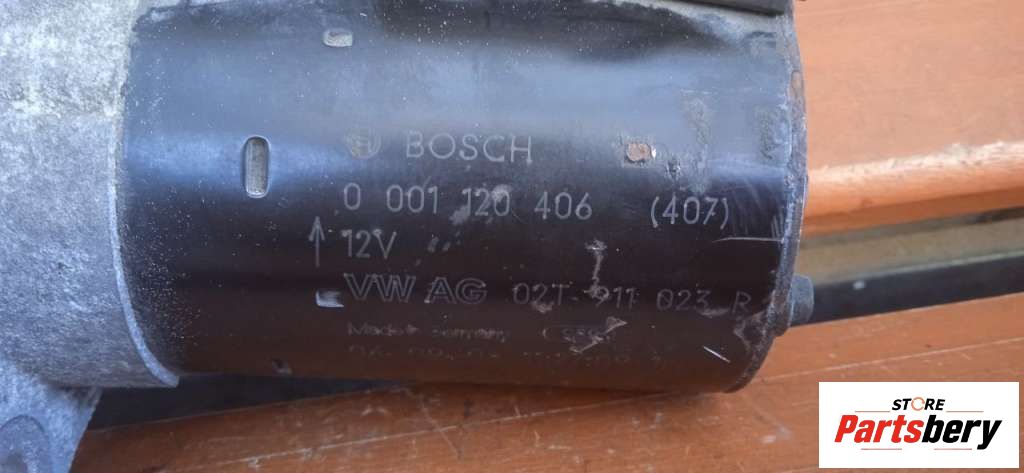 BOSCH
0 001 120 406 (407)
12V
VW AG 02T 911 023 R
Made in Germany
STORE
Partsbery